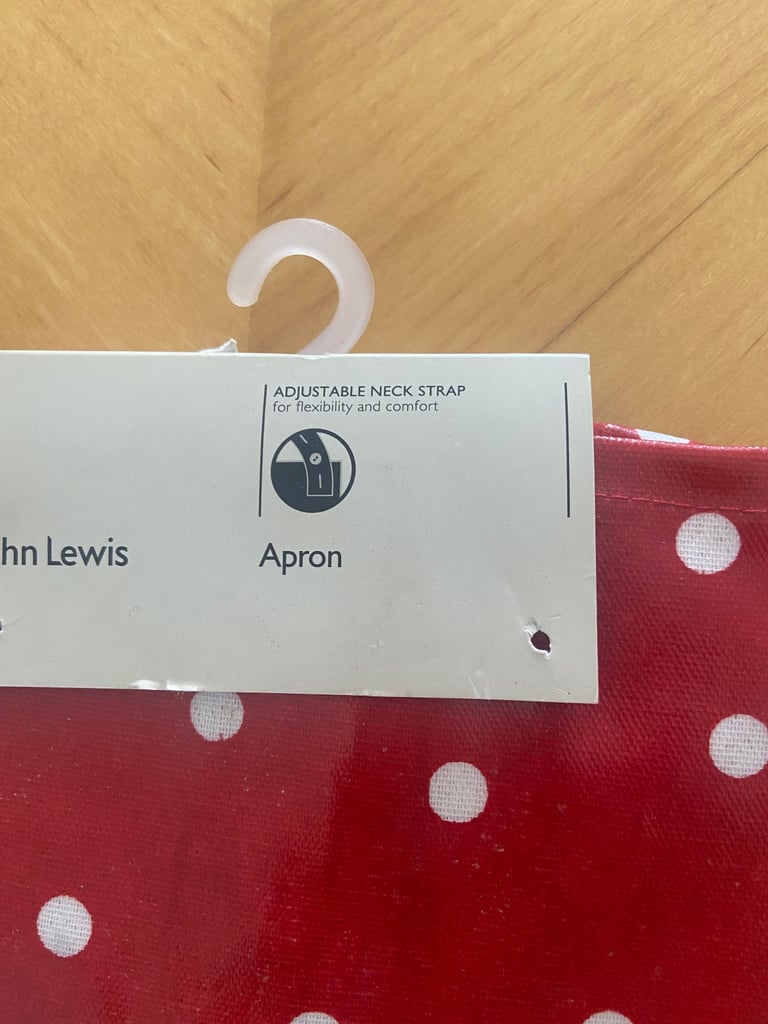 ADJUSTABLE NECK STRAP
for flexibility and comfort
hn Lewis
Apron